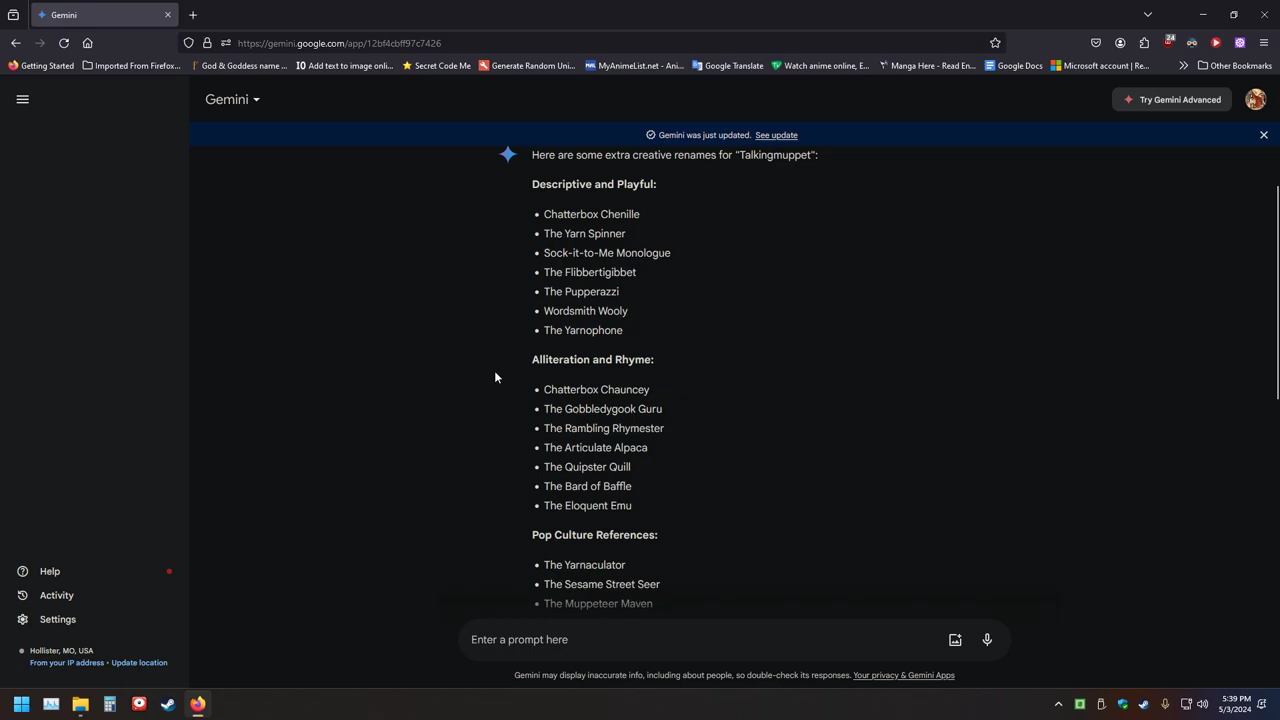 Gemini
https://gemini.google.com/app/12bf4cbff97c7426
24
Getting Started
Imported From Firefox...
God & Goddess name ...
Add text to image onlin...
Secret Code Me
Generate Random Uni...
MyAnimeList.net - Ani...
Google Translate
Watch anime online, E...
Manga Here - Read En...
Google Docs
Microsoft account | Re...
Other Bookmarks
Gemini
Try Gemini Advanced
Gemini was just updated. See update
Here are some extra creative renames for "Talkingmuppet":
Descriptive and Playful:
• Chatterbox Chenille
• The Yarn Spinner
• Sock-it-to-Me Monologue
• The Flibbertigibbet
• The Pupperazzi
• Wordsmith Wooly
• The Yarnophone
Alliteration and Rhyme:
• Chatterbox Chauncey
• The Gobbledygook Guru
• The Rambling Rhymester
• The Articulate Alpaca
• The Quipster Quill
• The Bard of Baffle
• The Eloquent Emu
Pop Culture References:
• The Yarnaculator
• The Sesame Street Seer
• The Muppeteer Maven
Help
Activity
Settings
Hollister, MO, USA
From your IP address • Update location
Enter a prompt here
Gemini may display inaccurate info, including about people, so double-check its responses. Your privacy & Gemini Apps
5:39 PM
5/3/2024